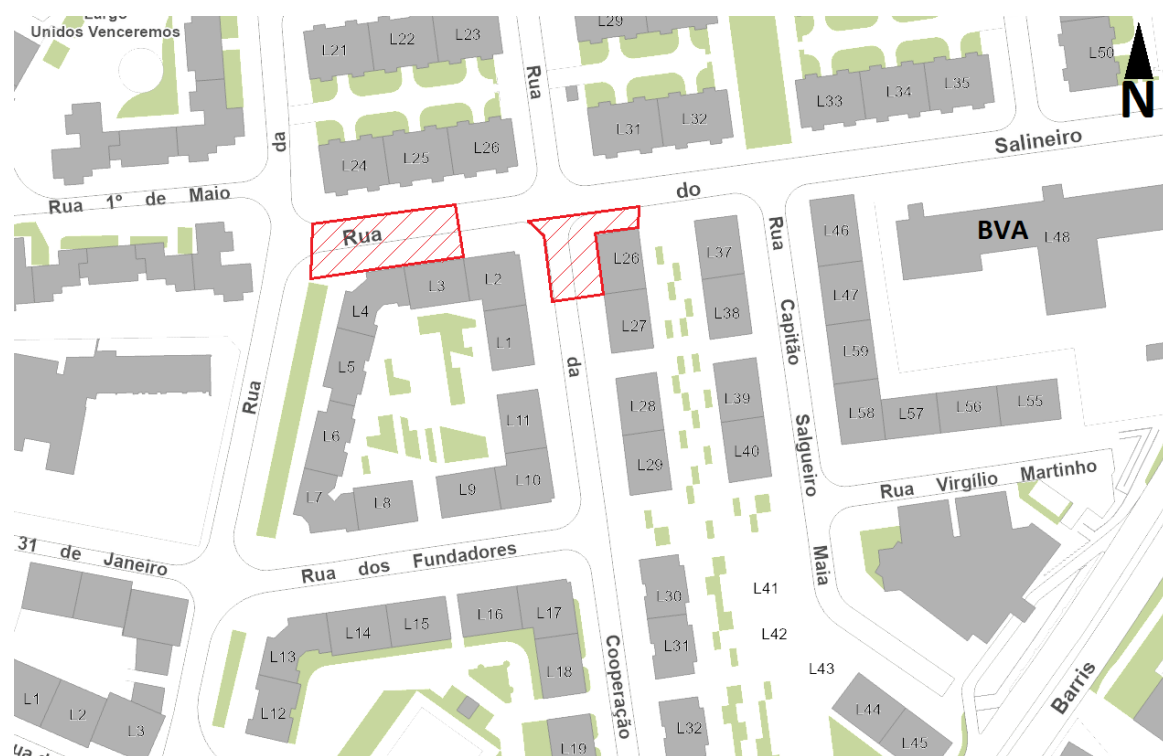 Largo
Unidos Venceremos
L21
L22
L23
L29
L50
N
Rua
da
L24
L25
L26
L31
L32
L33
L34
L35
Salineiro
do
Rua 1º de Maio
Rua
L3
L2
L4
L1
L5
L6
L7
L8
L9
L10
L11
Rua
da
Cooperação
L26
L27
L28
L29
L37
L38
L39
L40
Rua
Capitão
Salgueiro
Maia
L46
L47
L59
L58
L57
L56
L55
BVA
L48
Rua Virgílio Martinho
31 de Janeiro
Rua dos Fundadores
L30
L31
L32
L41
L42
L43
L44
L45
Barris
L12
L13
L14
L15
L16
L17
L18
L19
L1
L2
L3